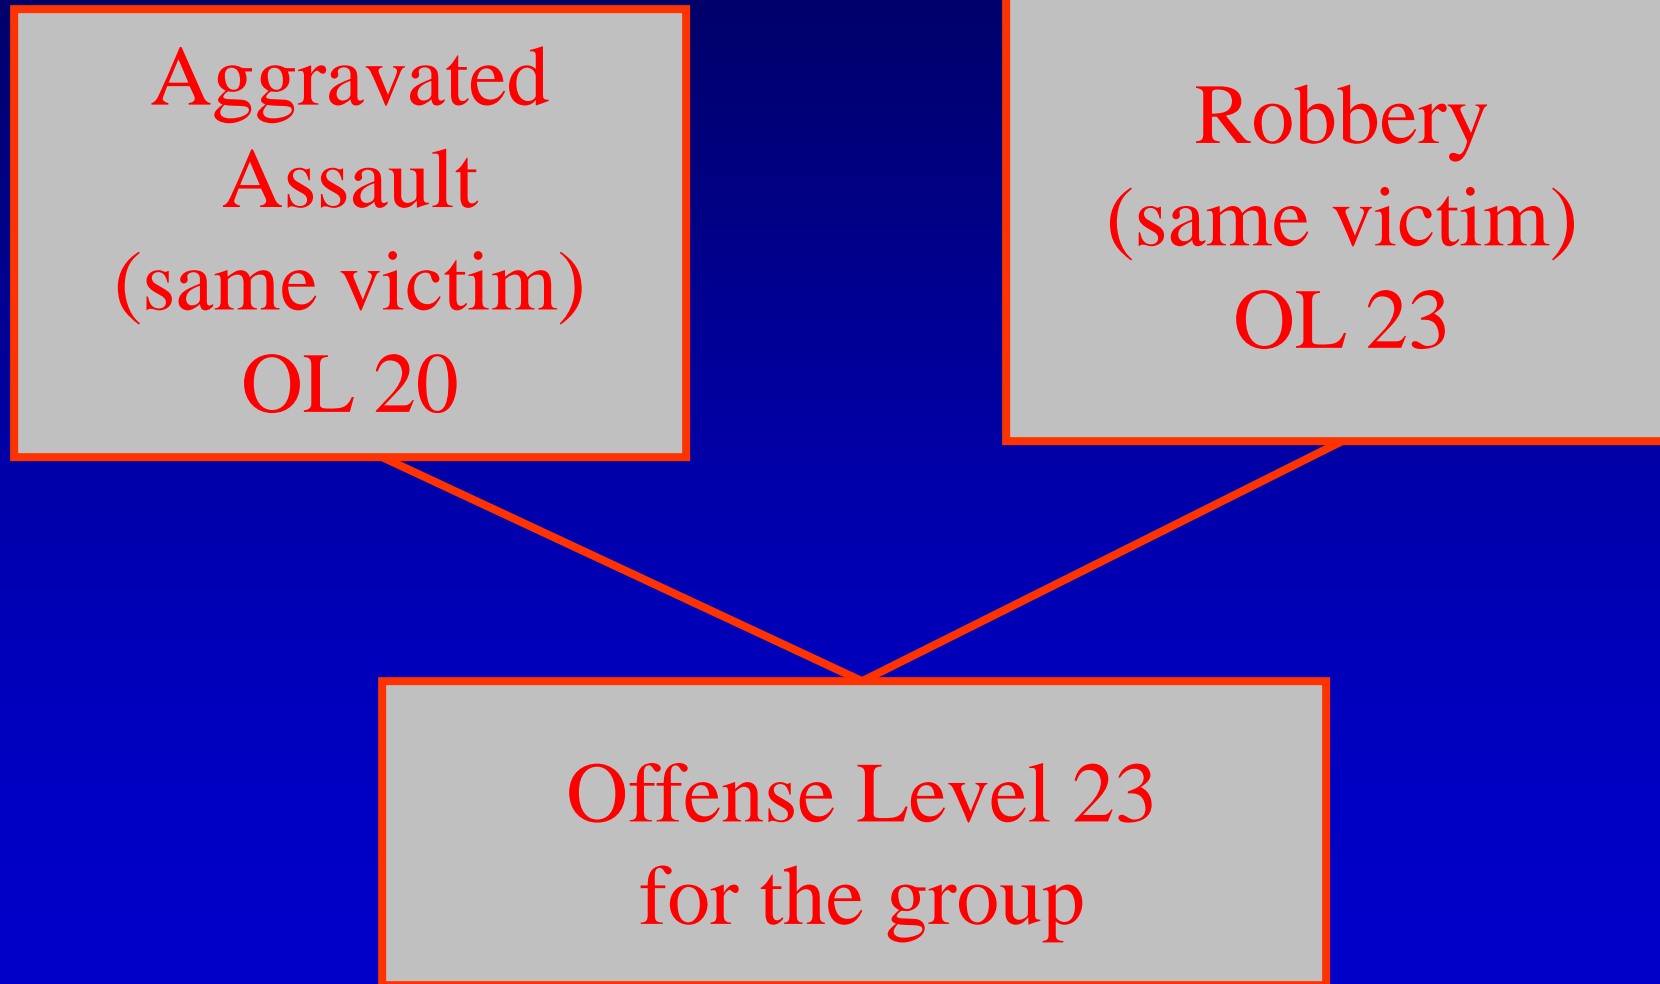 Aggravated
Assault
(same victim)
OL 20
Robbery
(same victim)
OL 23
Offense Level 23
for the group